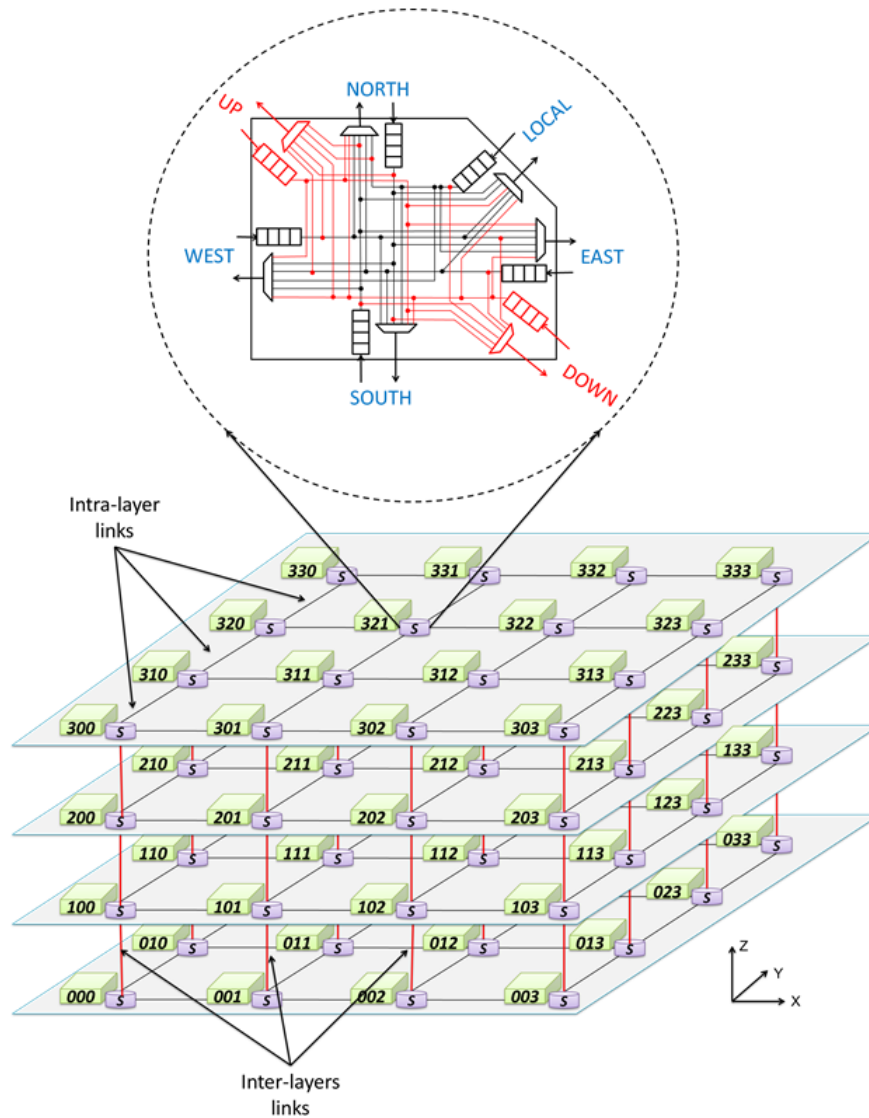 NORTH
UP
LOCAL
WEST
EAST
SOUTH
DOWN
Intra-layer
links
330 S 331 S 332 S 333 S
320 S 321 S 322 S 323 S
310 S 311 S 312 S 313 S
233 S
300 S 301 S 302 S 303 S
223 S
210 S 211 S 212 S 213 S
133 S
200 S 201 S 202 S 203 S
123 S
110 S 111 S 112 S 113 S
033 S
100 S 101 S 102 S 103 S
023 S
010 S 011 S 012 S 013 S
000 S 001 S 002 S 003 S
Z
Y
X
Inter-layers
links